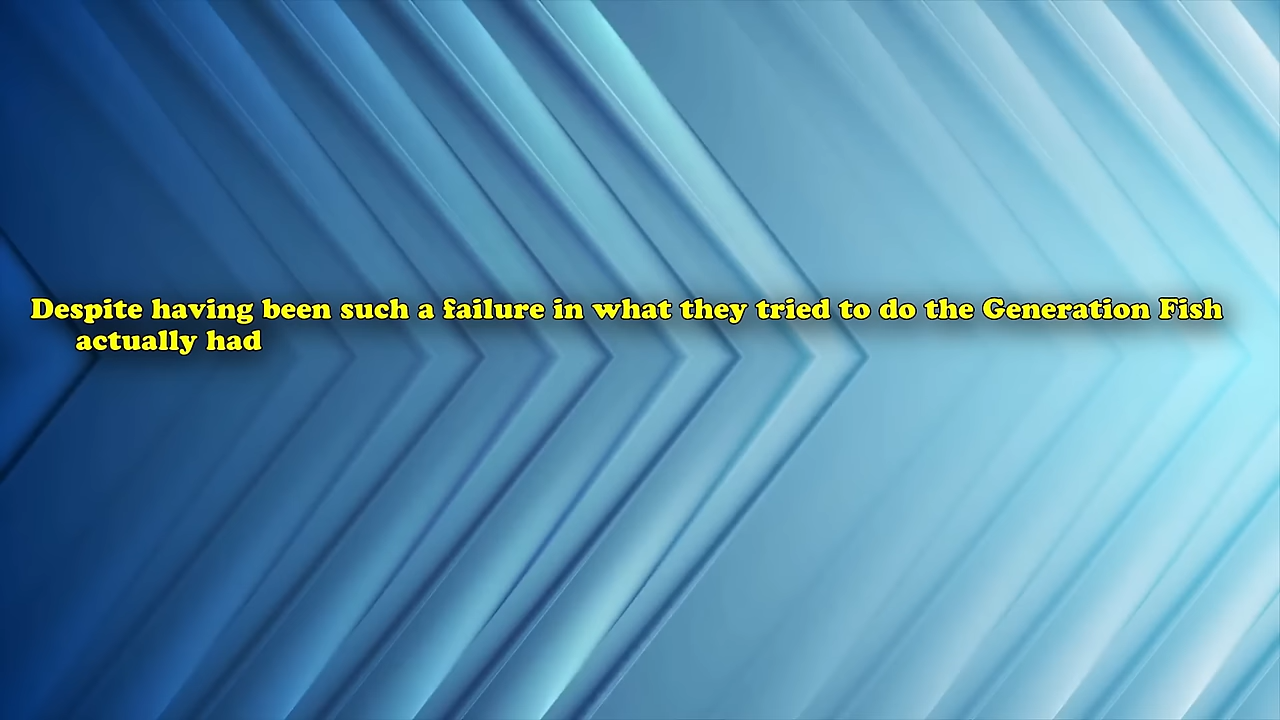 Despite having been such a failure in what they tried to do the Generation Fish
actually had